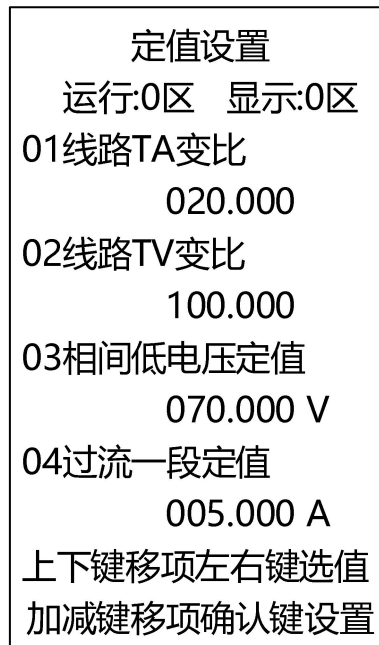 定值设置
运行:0区 显示:0区
01线路TA变比
020.000
02线路TV变比
100.000
03相间低电压定值
070.000 V
04过流一段定值
005.000 A
上下键移项左右键选值
加减键移项确认键设置